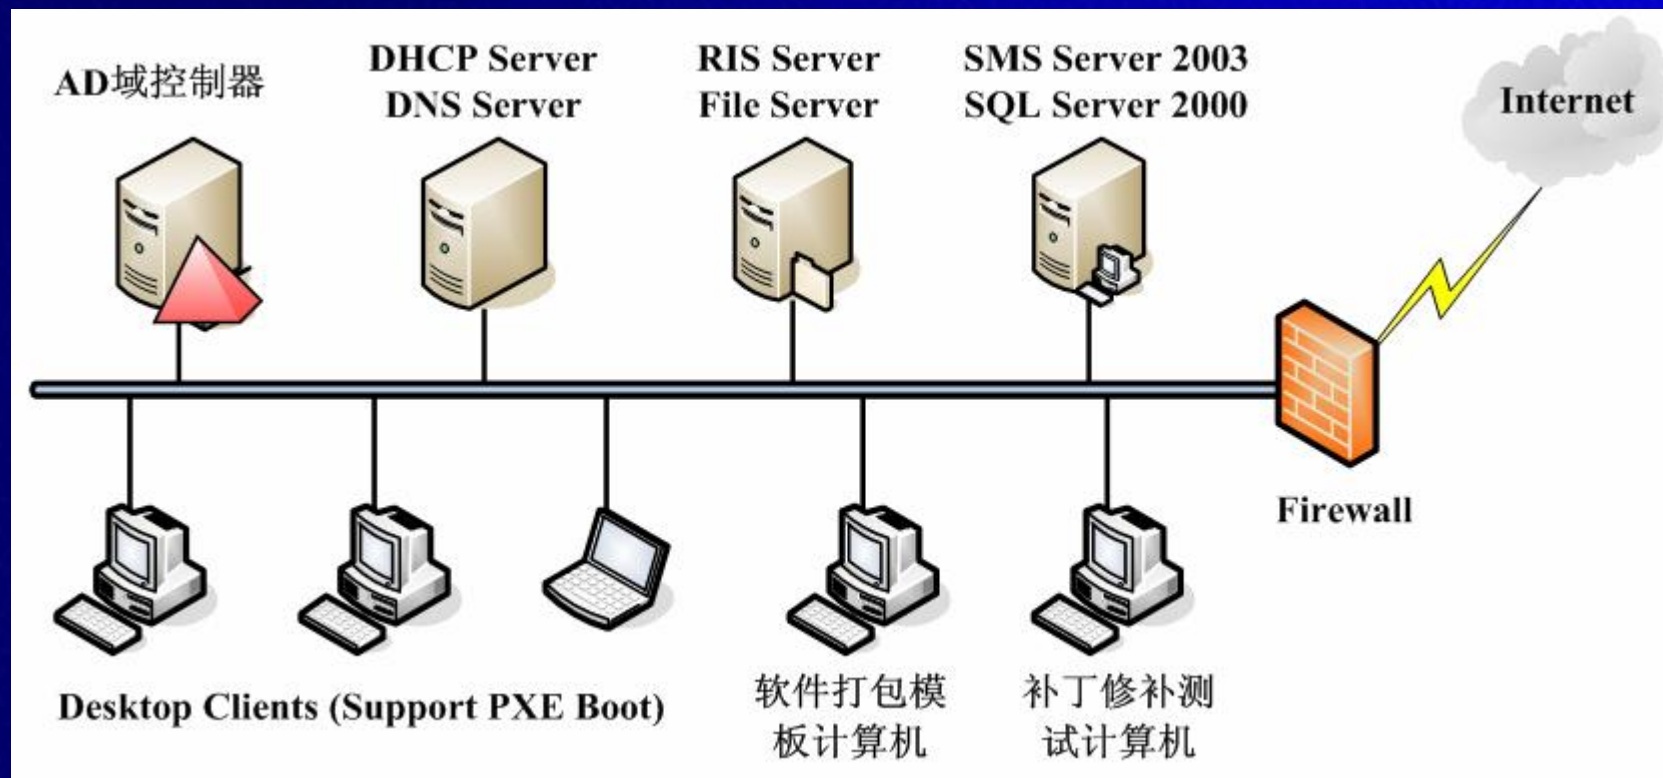 AD域控制器
DHCP Server
DNS Server
RIS Server
File Server
SMS Server 2003
SQL Server 2000
Internet
Firewall
Desktop Clients (Support PXE Boot)
软件打包模
板计算机
补丁修补测
试计算机